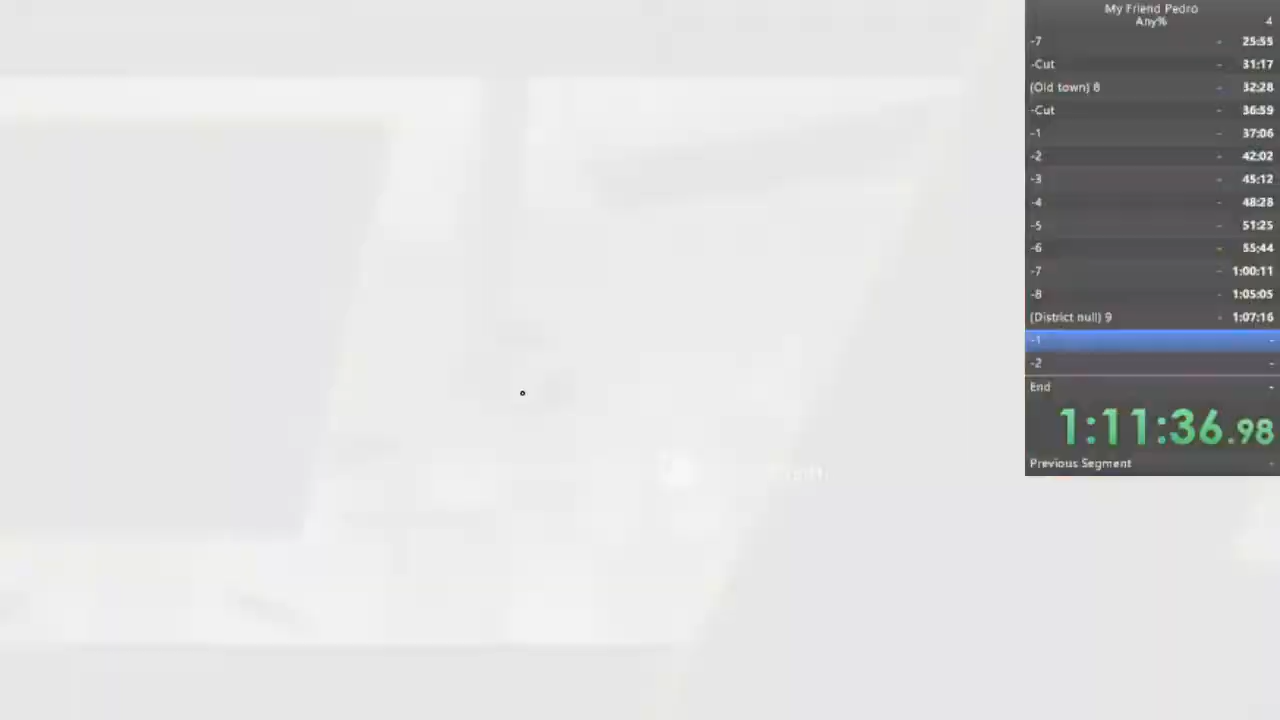 My Friend Pedro
Any% 4
-7 - 25:55
-Cut - 31:17
(Old town) 8 - 32:28
-Cut - 36:59
-1 - 37:06
-2 - 42:02
-3 - 45:12
-4 - 48:28
-5 - 51:25
-6 - 55:44
-7 - 1:00:11
-8 - 1:05:05
(District null) 9 - 1:07:16
-1 -
-2 -
End -
1:11:36.98
Previous Segment -